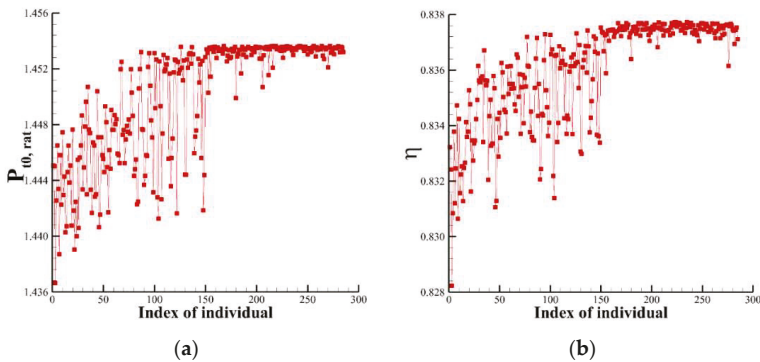 1.456
1.452
1.448
1.444
1.440
1.436
P t0, rat
0 50 100 150 200 250 300
Index of individual
(a)
0.838
0.836
0.834
0.832
0.830
0.828
η
0 50 100 150 200 250 300
Index of individual
(b)